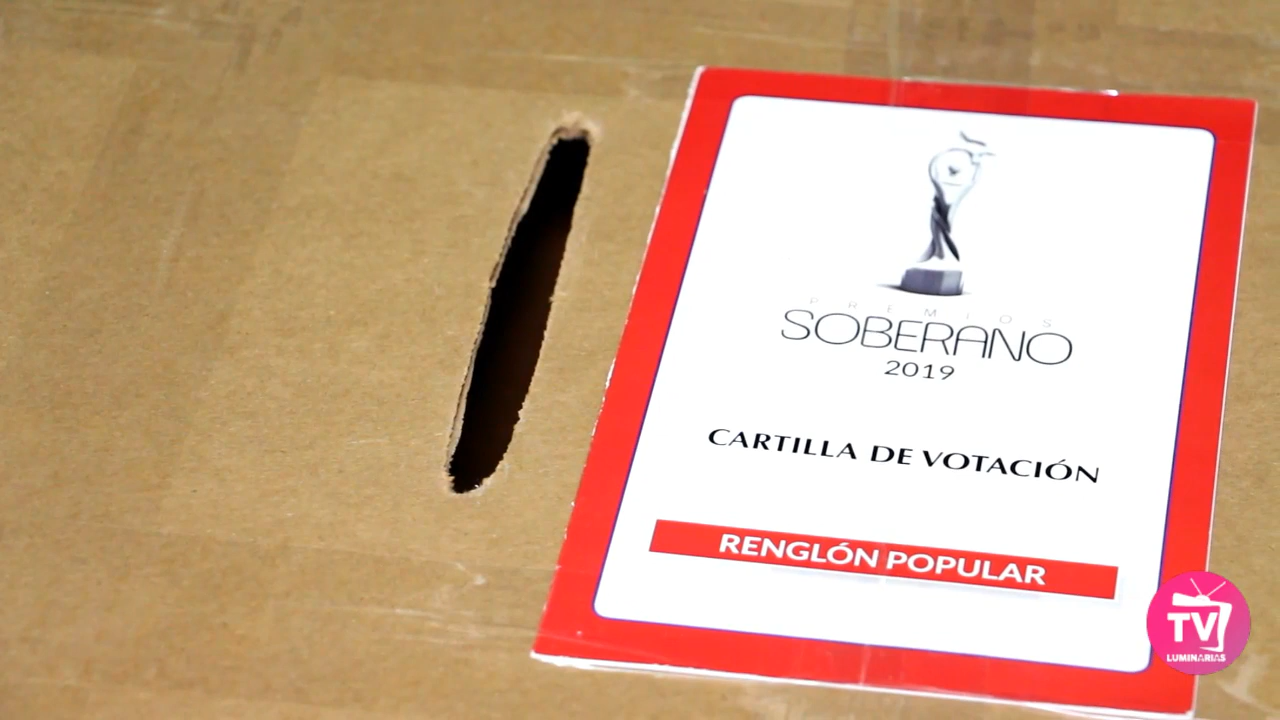 PREMIOS
SOBERANO
2019
CARTILLA DE VOTACIÓN
RENGLÓN POPULAR
TV
LUMINARIAS